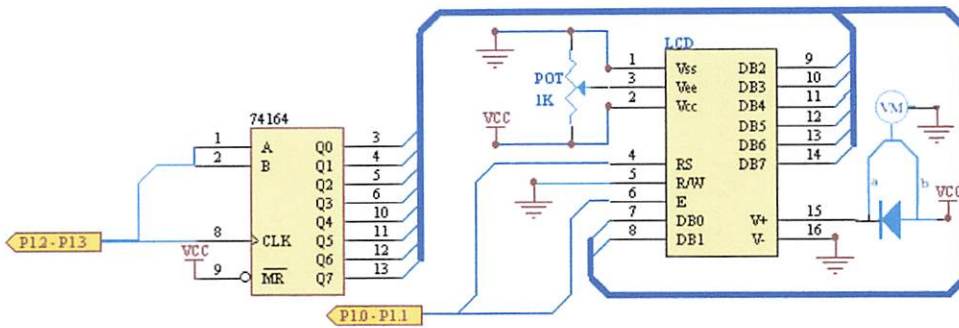 LCD
1 Vss DB2 9
POT 3 Vee DB3 10
1K 2 Vcc DB4 11
DB5 12
VCC DB6 13
DB7 14
VM
74164
1 A Q0 3
2 B Q1 4
Q2 5
Q3 6
Q4 10
8 CLK Q5 11
Q6 12
VCC 9 MR Q7 13
4 RS
5 R/W
6 E
7 DB0 V+ 15
8 DB1 V- 16
a b
VCC
P1.2 - P1.3
P1.0 - P1.1